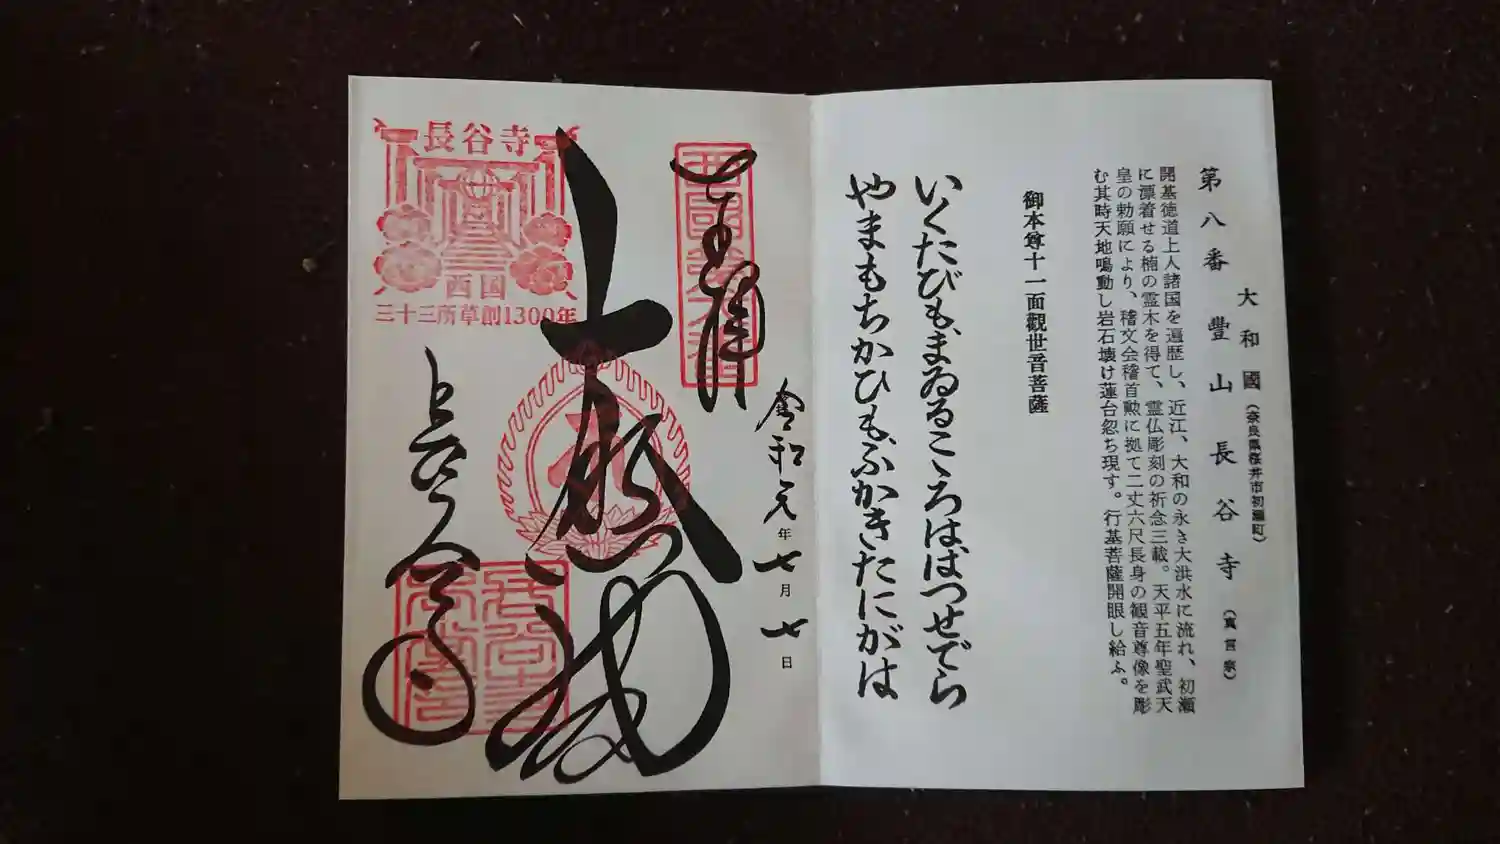 大和國(奈良県桜井市初瀬町)
第八番 豐山長谷寺(真言宗)
開基徳道上人諸国を遍歴し、近江、大和の永き大洪水に流れ、初瀬
に漂着せる楠の霊木を得て、霊仏彫刻の祈念三載。天平五年聖武天
皇の勅願により、稽文会稽首勲に拠て二丈六尺長身の観音尊像を彫
む其時天地鳴動し岩石壊け蓮台忽ち現す。行基菩薩開眼し給ふ。
御本尊十一面觀世音菩薩
いくたびもまゐるこゝろははつせでら
やまもちかひもふかきたにがは
奉拝
令和元年七月七日
大悲閣
長谷寺
長谷寺
西国
三十三所草創1300年